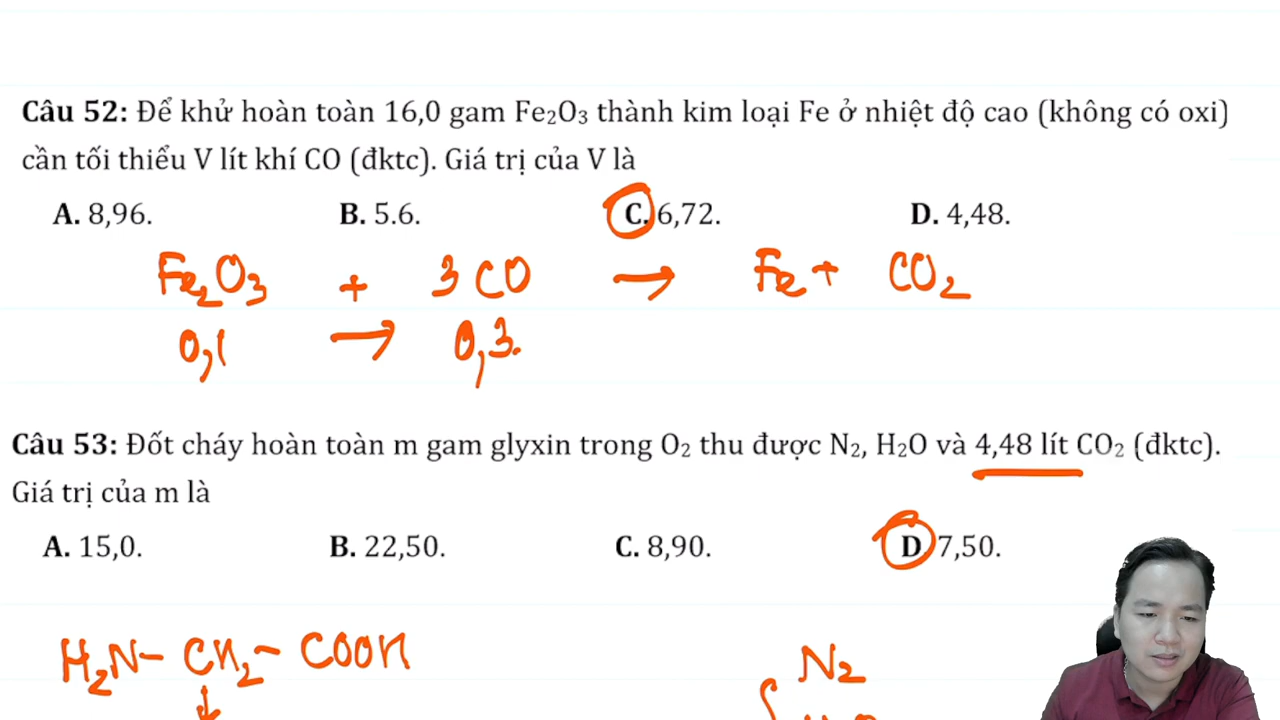 Câu 52: Để khử hoàn toàn 16,0 gam Fe₂O₃ thành kim loại Fe ở nhiệt độ cao (không có oxi)
cần tối thiểu V lít khí CO (đktc). Giá trị của V là
A. 8,96. B. 5.6. C. 6,72. D. 4,48.
Fe₂O₃ + 3CO → Fe + CO₂
0,1 → 0,3.
Câu 53: Đốt cháy hoàn toàn m gam glyxin trong O₂ thu được N₂, H₂O và 4,48 lít CO₂ (đktc).
Giá trị của m là
A. 15,0. B. 22,50. C. 8,90. D. 7,50.
H₂N - CH₂ - COOH N₂